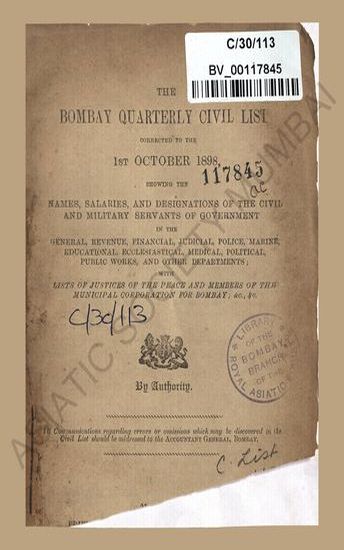 C/30/113
BV_00117845
THE
BOMBAY QUARTERLY CIVIL LIST
CORRECTED TO THE
1ST OCTOBER 1898,
117845
SHOWING THE
NAMES, SALARIES, AND DESIGNATIONS OF THE CIVIL
AND MILITARY SERVANTS OF GOVERNMENT
IN THE
GENERAL, REVENUE, FINANCIAL, JUDICIAL, POLICE, MARINE,
EDUCATIONAL, ECCLESIASTICAL, MEDICAL, POLITICAL,
PUBLIC WORKS, AND OTHER DEPARTMENTS;
WITH
LISTS OF JUSTICES OF THE PEACE AND MEMBERS OF THE
MUNICIPAL CORPORATION FOR BOMBAY; &c., &c.
C/30/113
LIBRARY
OF THE
BOMBAY
BRANCH
OF THE
ROYAL ASIATIC
By Authority.
All Communications regarding errors or omissions which may be discovered in the
Civil List should be addressed to the ACCOUNTANT GENERAL, BOMBAY.
C. List
ASIATIC SOCIETY MUMBAI